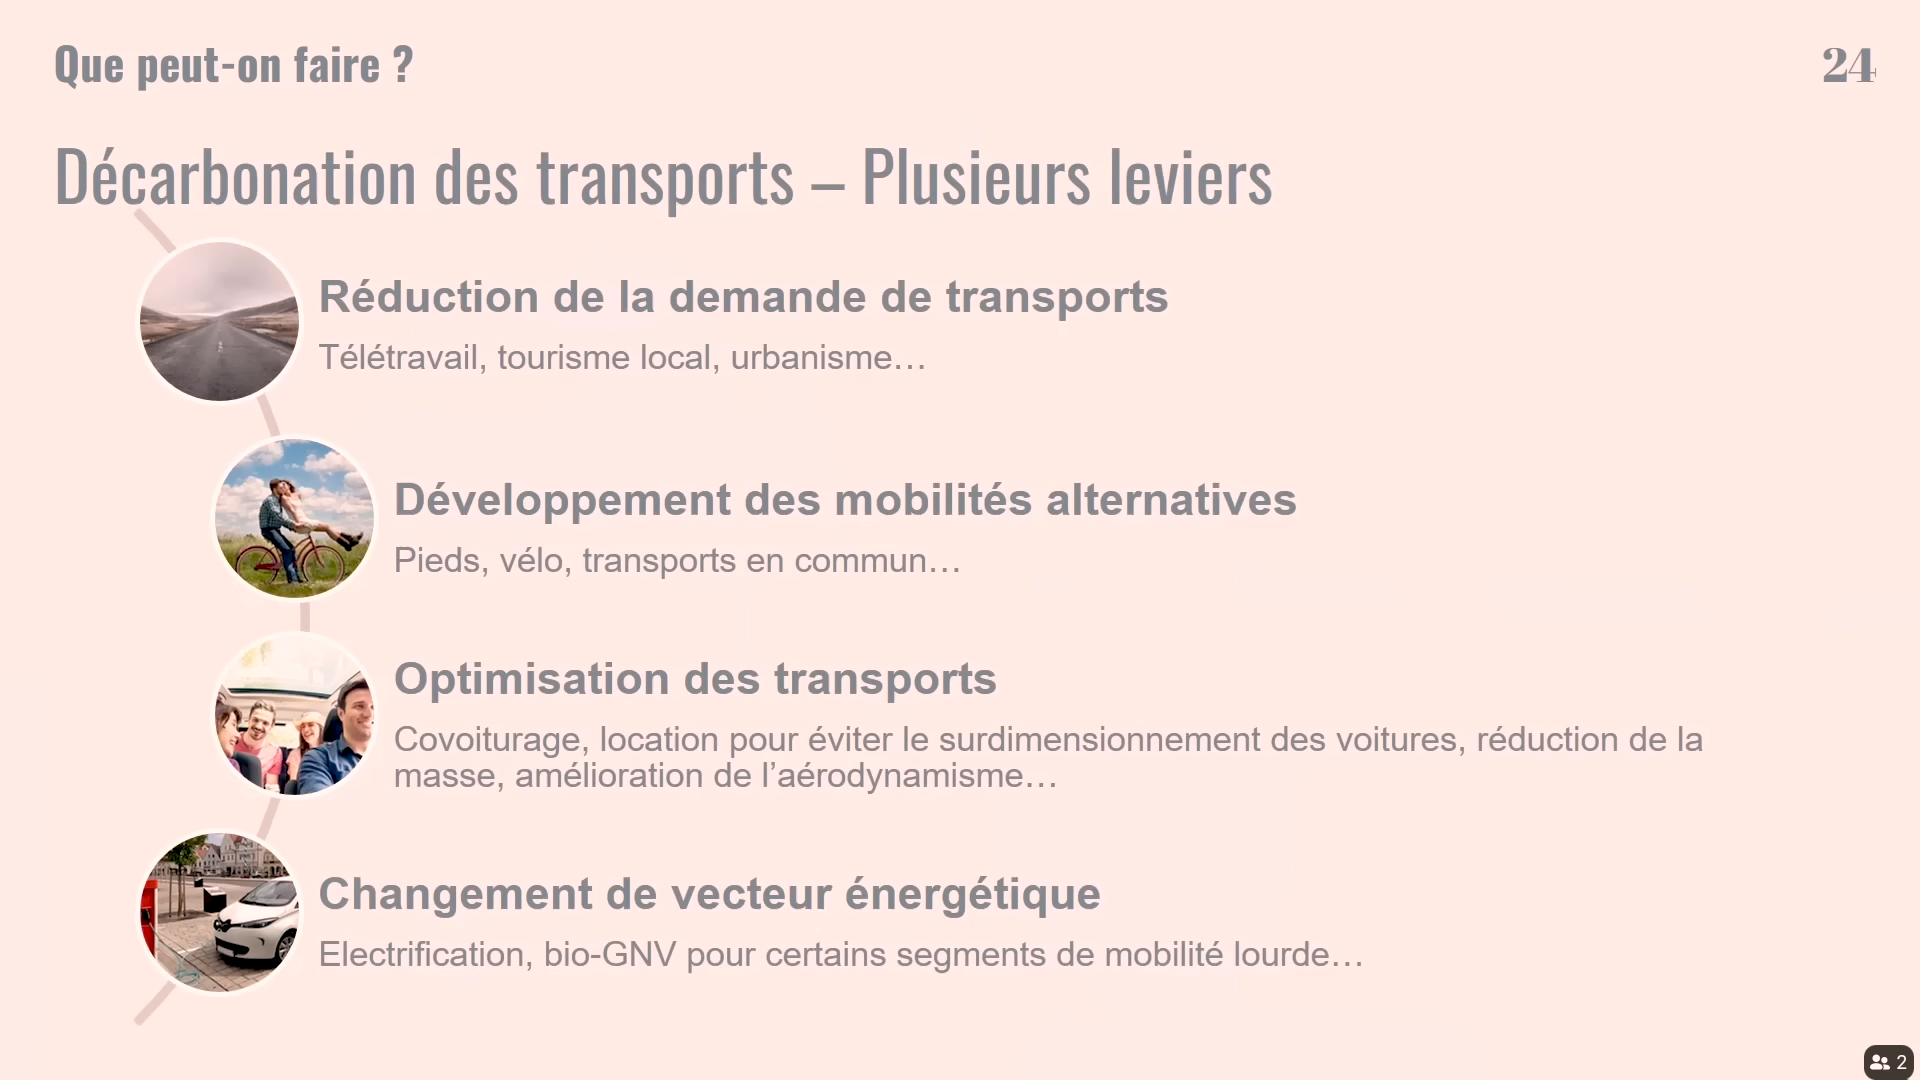 Que peut-on faire ?
24
Décarbonation des transports – Plusieurs leviers
Réduction de la demande de transports
Télétravail, tourisme local, urbanisme…
Développement des mobilités alternatives
Pieds, vélo, transports en commun…
Optimisation des transports
Covoiturage, location pour éviter le surdimensionnement des voitures, réduction de la
masse, amélioration de l’aérodynamisme…
Changement de vecteur énergétique
Electrification, bio-GNV pour certains segments de mobilité lourde…
2